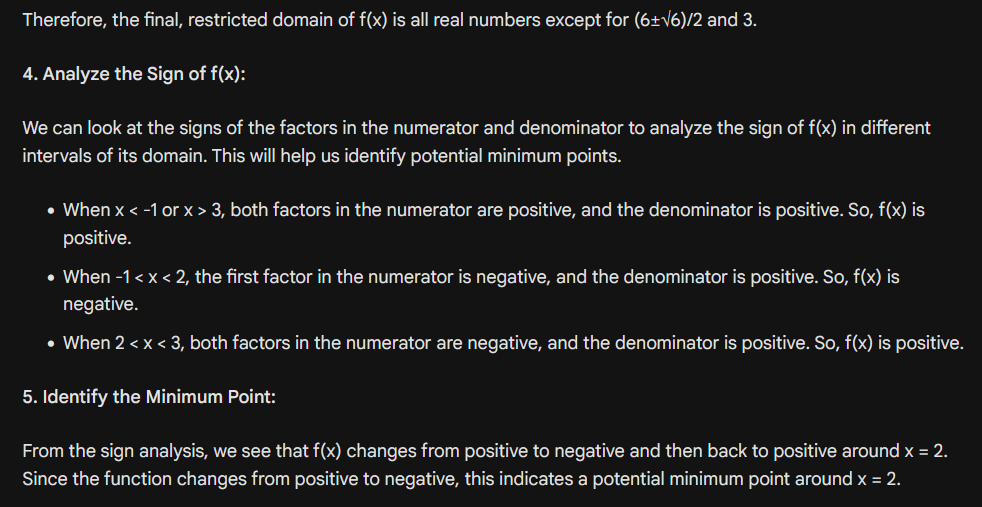 Therefore, the final, restricted domain of f(x) is all real numbers except for (6±√6)/2 and 3.
4. Analyze the Sign of f(x):
We can look at the signs of the factors in the numerator and denominator to analyze the sign of f(x) in different
intervals of its domain. This will help us identify potential minimum points.
• When x < -1 or x > 3, both factors in the numerator are positive, and the denominator is positive. So, f(x) is
positive.
• When -1 < x < 2, the first factor in the numerator is negative, and the denominator is positive. So, f(x) is
negative.
• When 2 < x < 3, both factors in the numerator are negative, and the denominator is positive. So, f(x) is positive.
5. Identify the Minimum Point:
From the sign analysis, we see that f(x) changes from positive to negative and then back to positive around x = 2.
Since the function changes from positive to negative, this indicates a potential minimum point around x = 2.